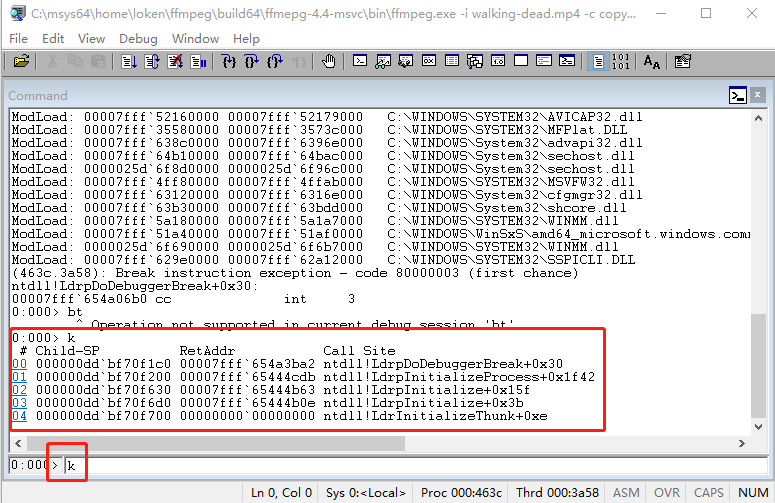 C:\msys64\home\loken\ffmpeg\build64\ffmepg-4.4-msvc\bin\ffmpeg.exe -i walking-dead.mp4 -c copy...
File Edit View Debug Window Help
Command
ModLoad: 00007fff`52160000 00007fff`52179000   C:\WINDOWS\SYSTEM32\AVICAP32.dll
ModLoad: 00007fff`35580000 00007fff`3573c000   C:\WINDOWS\SYSTEM32\MFPlat.DLL
ModLoad: 00007fff`638c0000 00007fff`6396e000   C:\WINDOWS\System32\advapi32.dll
ModLoad: 00007fff`64b10000 00007fff`64bac000   C:\WINDOWS\System32\sechost.dll
ModLoad: 0000025d`6f8d0000 0000025d`6f96c000   C:\WINDOWS\System32\sechost.dll
ModLoad: 00007fff`4ff80000 00007fff`4ffab000   C:\WINDOWS\SYSTEM32\MSVFW32.dll
ModLoad: 00007fff`63120000 00007fff`6316e000   C:\WINDOWS\System32\cfgmgr32.dll
ModLoad: 00007fff`63b30000 00007fff`63bdd000   C:\WINDOWS\System32\shcore.dll
ModLoad: 00007fff`5a180000 00007fff`5a1a7000   C:\WINDOWS\SYSTEM32\WINMM.dll
ModLoad: 00007fff`51a40000 00007fff`51af0000   C:\WINDOWS\WinSxS\amd64_microsoft.windows.com
ModLoad: 0000025d`6f690000 0000025d`6f6b7000   C:\WINDOWS\SYSTEM32\WINMM.dll
ModLoad: 00007fff`629e0000 00007fff`62a12000   C:\WINDOWS\SYSTEM32\SSPICLI.DLL
(463c.3a58): Break instruction exception - code 80000003 (first chance)
ntdll!LdrpDoDebuggerBreak+0x30:
00007fff`654a06b0 cc              int     3
0:000> bt
^ Operation not supported in current debug session 'bt'
0:000> k
# Child-SP          RetAddr           Call Site
00 000000dd`bf70f1c0 00007fff`654a3ba2 ntdll!LdrpDoDebuggerBreak+0x30
01 000000dd`bf70f200 00007fff`65444cdb ntdll!LdrpInitializeProcess+0x1f42
02 000000dd`bf70f630 00007fff`65444b63 ntdll!LdrpInitialize+0x15f
03 000000dd`bf70f6d0 00007fff`65444b0e ntdll!LdrpInitialize+0x3b
04 000000dd`bf70f700 00000000`00000000 ntdll!LdrInitializeThunk+0xe
0:000> k
Ln 0, Col 0 Sys 0:<Local> Proc 000:463c Thrd 000:3a58 ASM OVR CAPS NUM